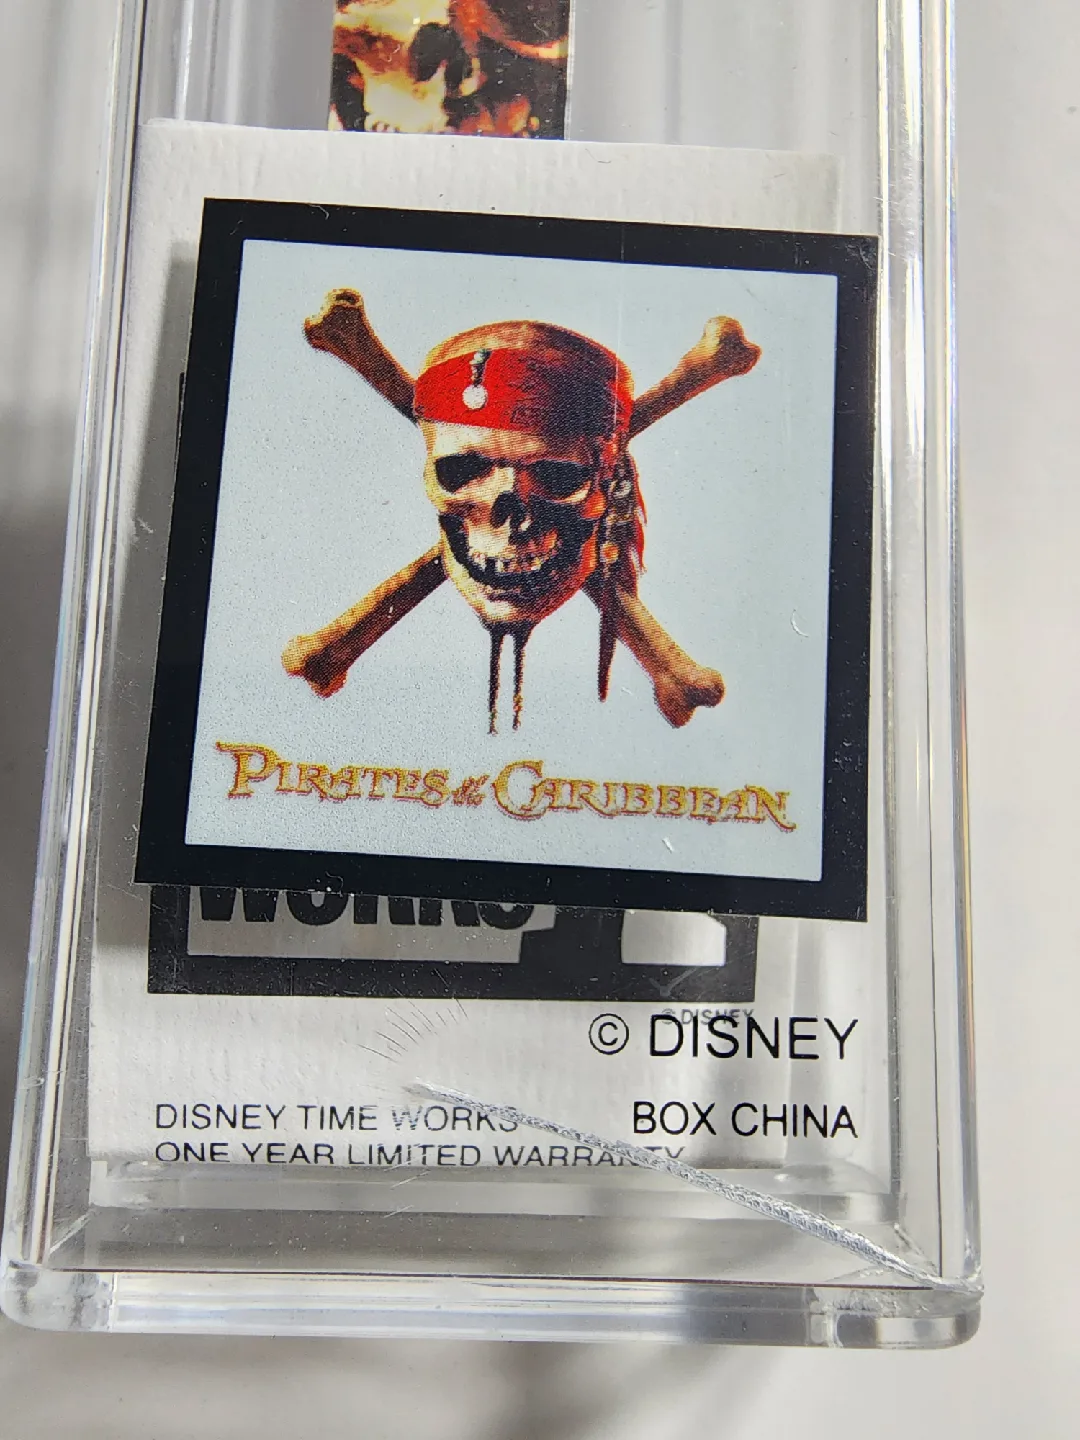 PIRATES of the CARIBBEAN
WORKS
© DISNEY
© DISNEY
BOX CHINA
DISNEY TIME WORKS
ONE YEAR LIMITED WARRANTY